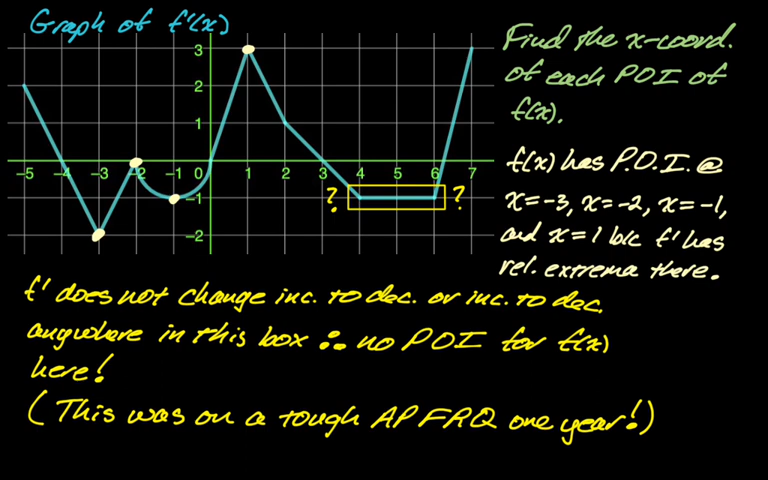 Graph of f'(x)
3
2
1
-5 -4 -3 -2 -1 0 1 2 3 4 5 6 7
-1
-2
? ?
Find the x-coord.
of each POI of
f(x).
f(x) has P.O.I. @
x=-3, x=-2, x=-1,
and x=1 b/c f' has
rel. extrema there.
f' does not change inc. to dec. or inc. to dec.
anywhere in this box ∴ no POI for f(x)
here!
(This was on a tough AP FRQ one year!)